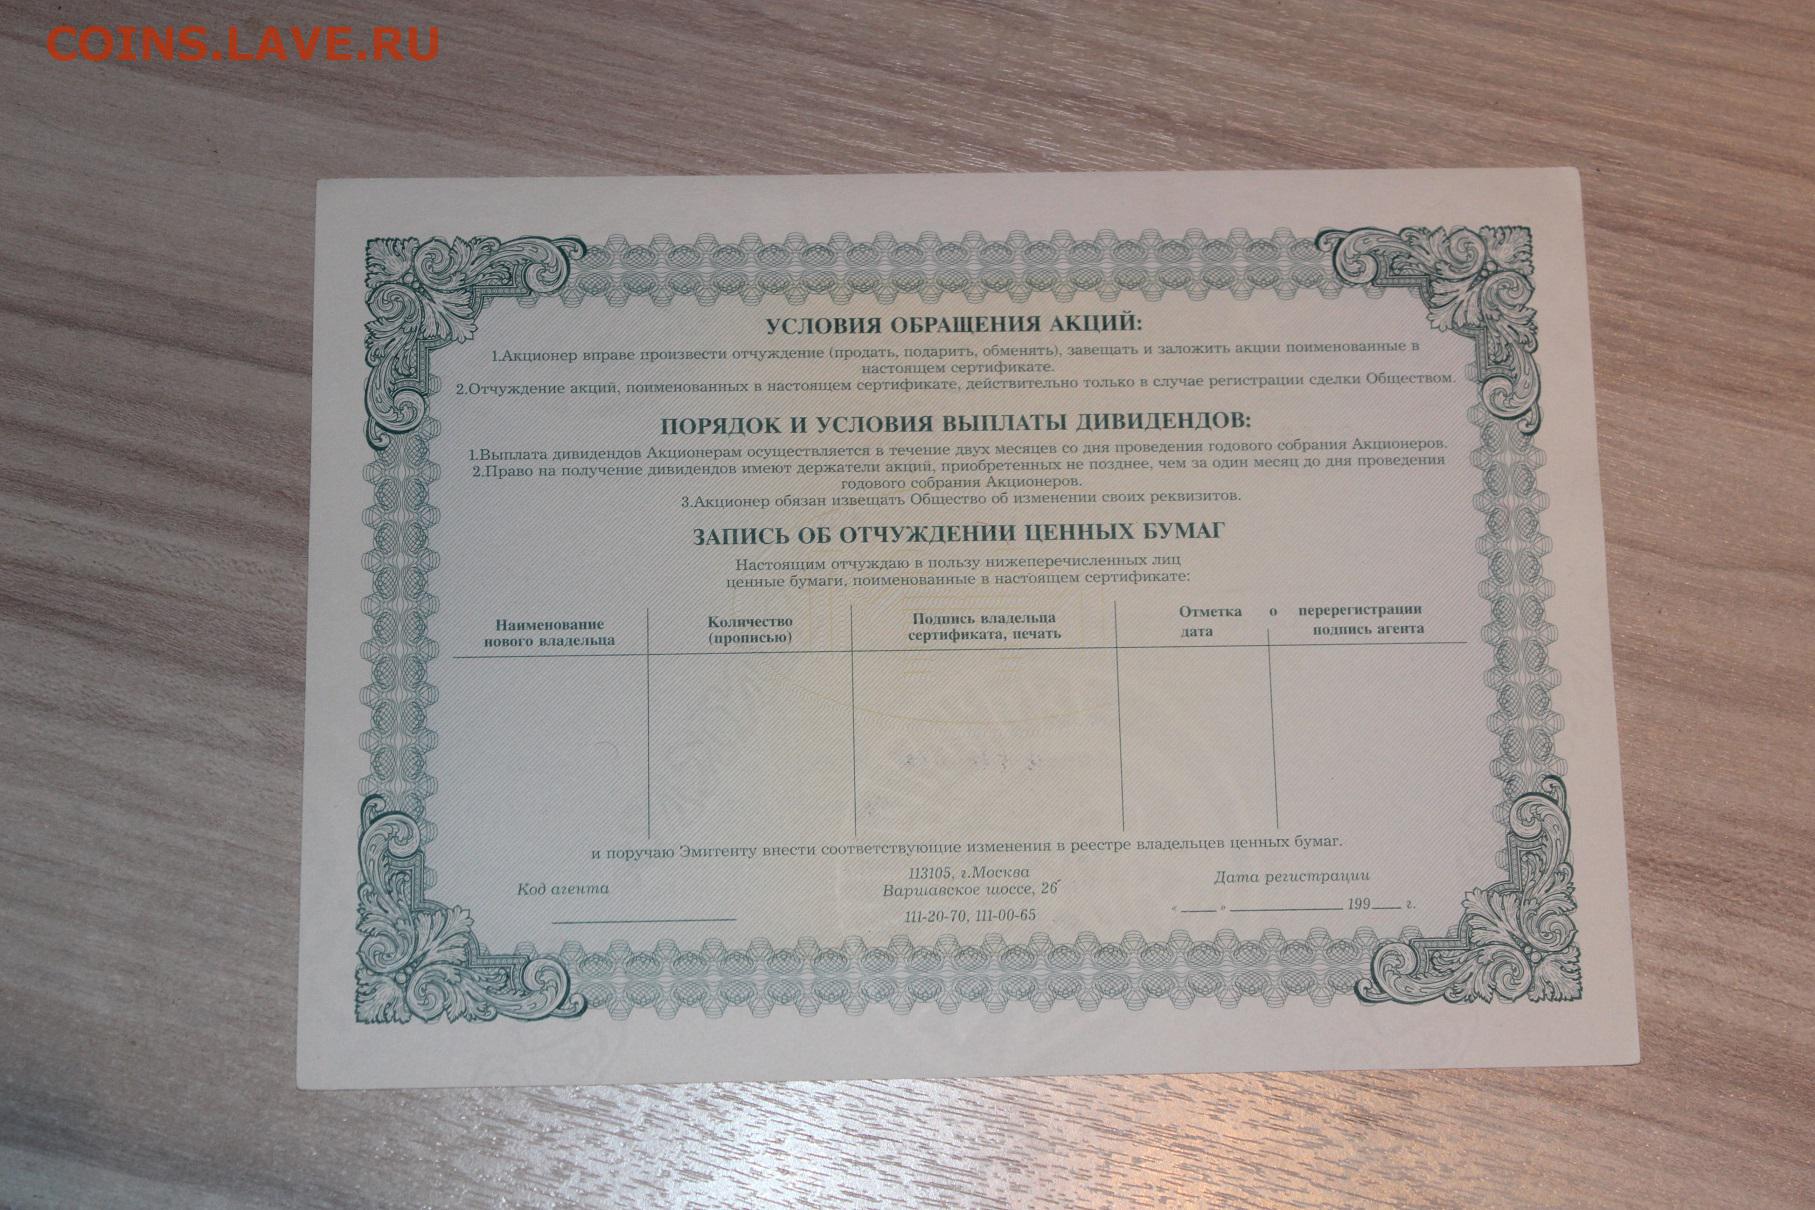 COINS.LAVE.RU
УСЛОВИЯ ОБРАЩЕНИЯ АКЦИЙ:
1.Акционер вправе произвести отчуждение (продать, подарить, обменять), завещать и заложить акции поименованные в
настоящем сертификате.
2.Отчуждение акций, поименованных в настоящем сертификате, действительно только в случае регистрации сделки Обществом.
ПОРЯДОК И УСЛОВИЯ ВЫПЛАТЫ ДИВИДЕНДОВ:
1.Выплата дивидендов Акционерам осуществляется в течение двух месяцев со дня проведения годового собрания Акционеров.
2.Право на получение дивидендов имеют держатели акций, приобретенных не позднее, чем за один месяц до дня проведения
годового собрания Акционеров.
3.Акционер обязан извещать Общество об изменении своих реквизитов.
ЗАПИСЬ ОБ ОТЧУЖДЕНИИ ЦЕННЫХ БУМАГ
Настоящим отчуждаю в пользу нижеперечисленных лиц
ценные бумаги, поименованные в настоящем сертификате:
Наименование
нового владельца
Количество
(прописью)
Подпись владельца
сертификата, печать
Отметка о перерегистрации
дата подпись агента
и поручаю Эмитенту внести соответствующие изменения в реестре владельцев ценных бумаг.
Код агента
113105, г.Москва
Варшавское шоссе, 26
111-20-70, 111-00-65
Дата регистрации
« ___ » __________ 199___ г.